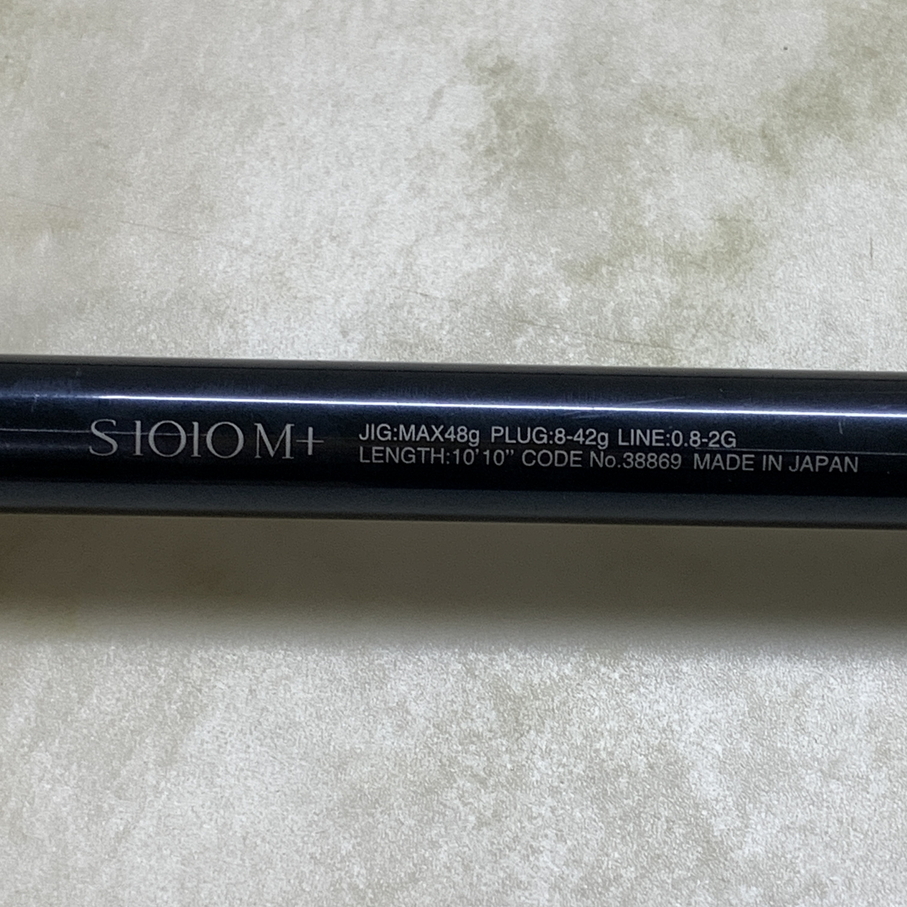 S1010M+
JIG:MAX48g PLUG:8-42g LINE:0.8-2G
LENGTH:10'10" CODE No.38869 MADE IN JAPAN